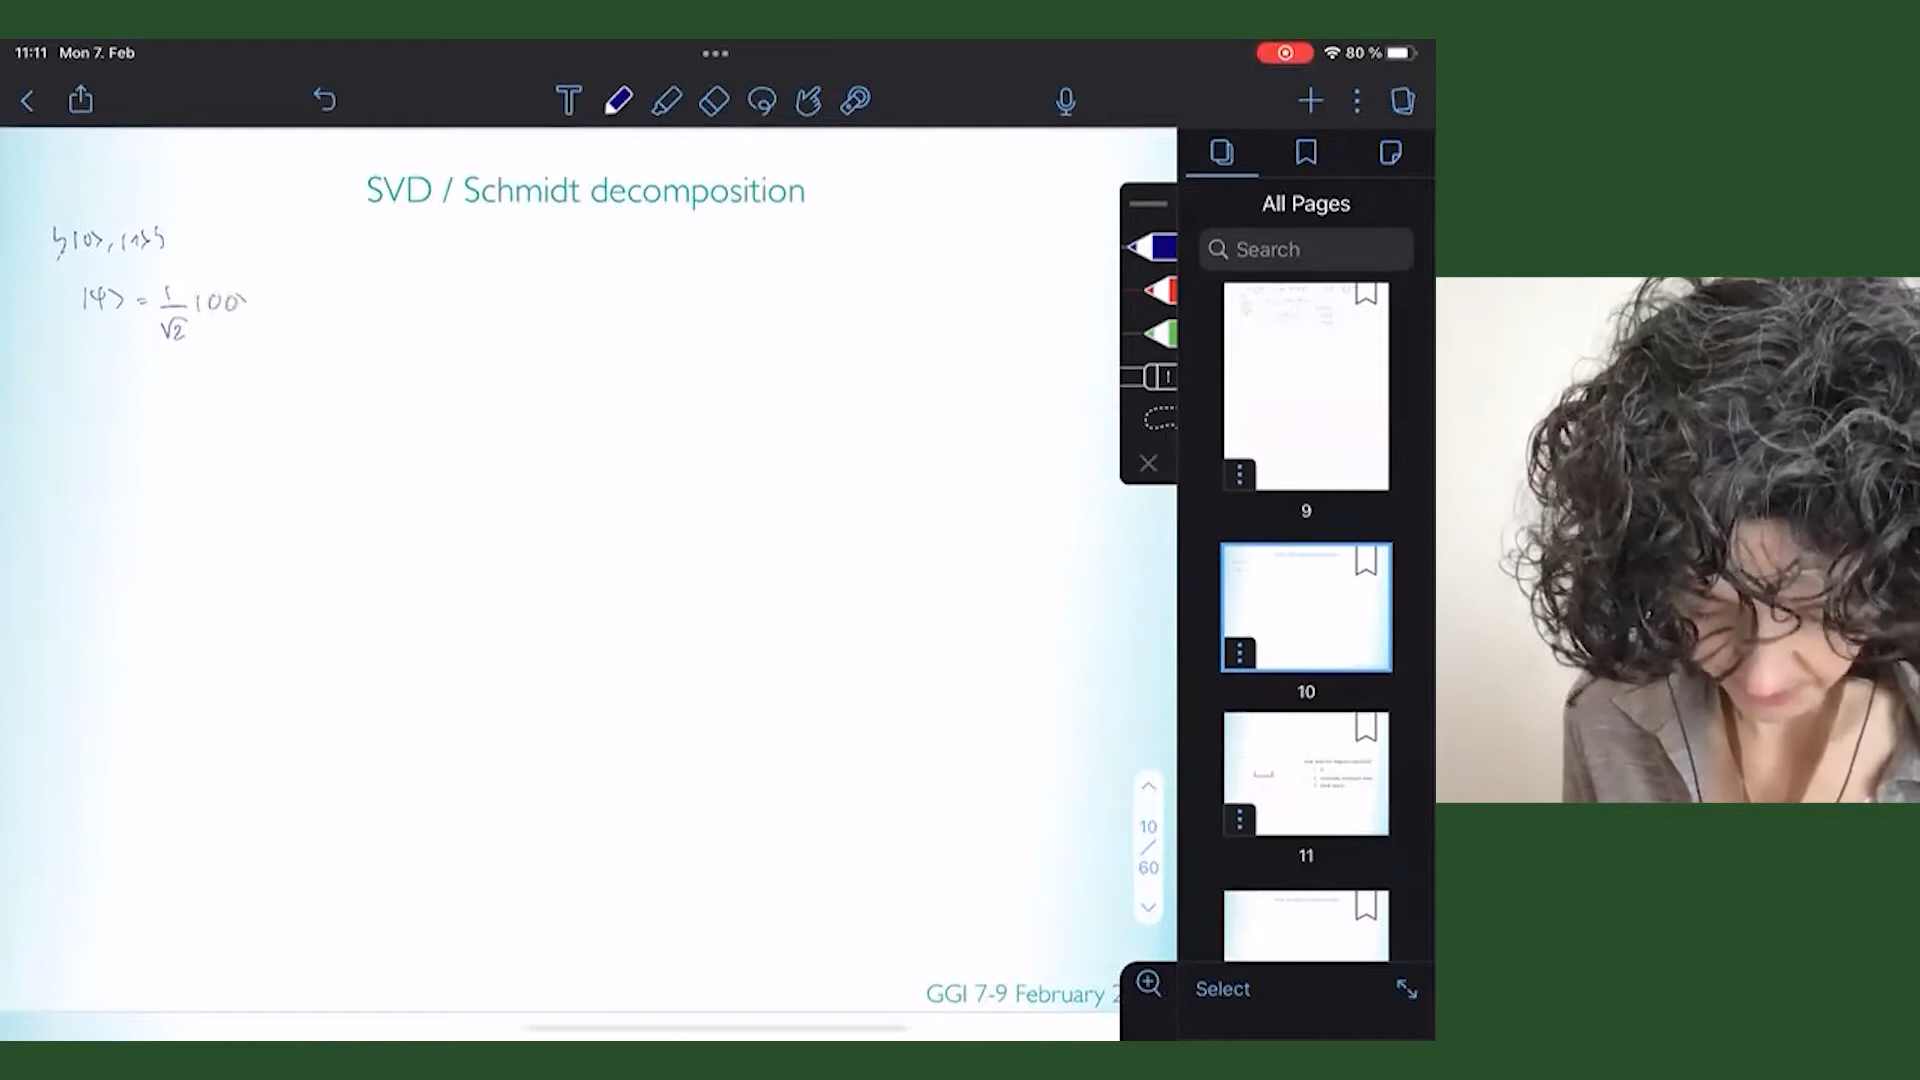 11:11 Mon 7. Feb
80 %
SVD / Schmidt decomposition
{|0>, |1>}
|ψ> = 1/√2 |00>
All Pages
Search
9
10
11
10
/
60
GGI 7-9 February 2
Select